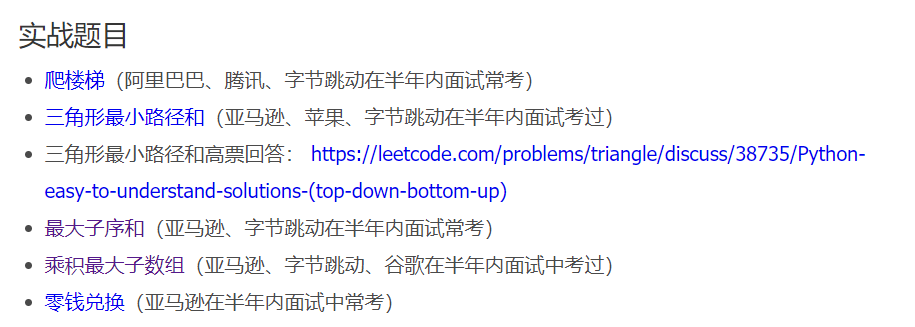 实战题目
爬楼梯（阿里巴巴、腾讯、字节跳动在半年内面试常考）
三角形最小路径和（亚马逊、苹果、字节跳动在半年内面试考过）
三角形最小路径和高票回答： https://leetcode.com/problems/triangle/discuss/38735/Python-
easy-to-understand-solutions-(top-down-bottom-up)
最大子序和（亚马逊、字节跳动在半年内面试常考）
乘积最大子数组（亚马逊、字节跳动、谷歌在半年内面试中考过）
零钱兑换（亚马逊在半年内面试中常考）